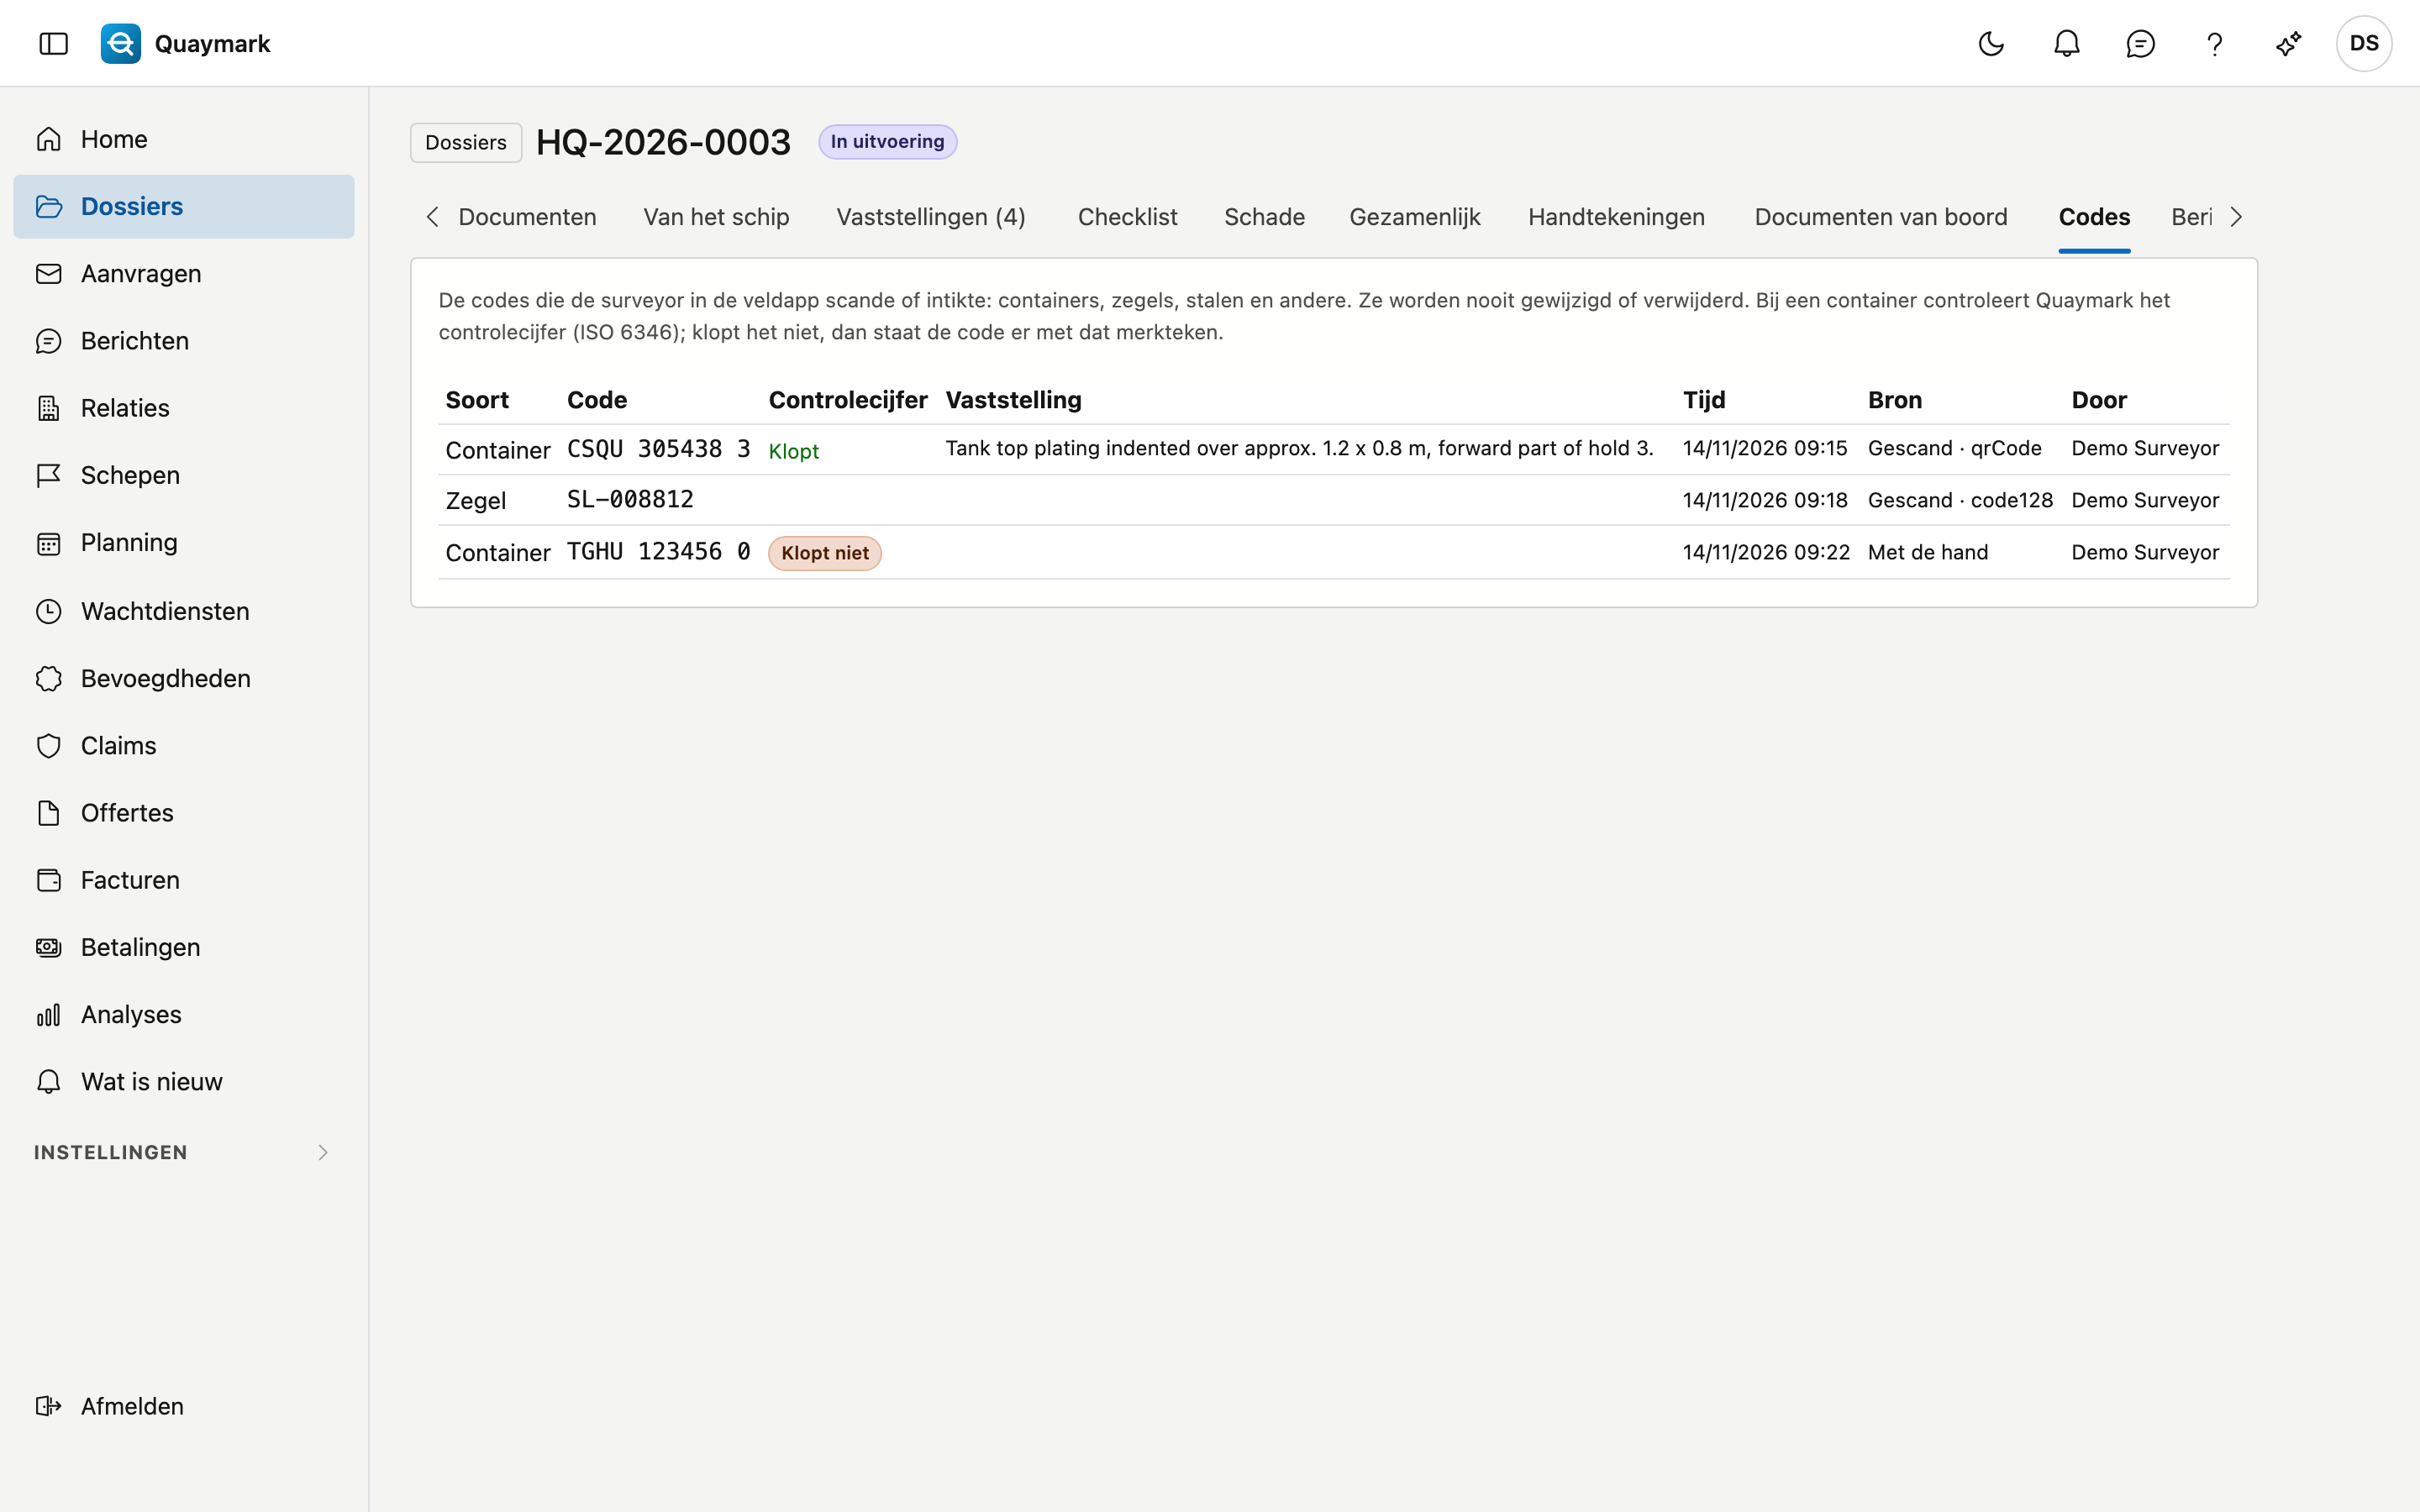 Quaymark
DS
Home
Dossiers
Aanvragen
Berichten
Relaties
Schepen
Planning
Wachtdiensten
Bevoegdheden
Claims
Offertes
Facturen
Betalingen
Analyses
Wat is nieuw
INSTELLINGEN
Afmelden
Dossiers HQ-2026-0003 In uitvoering
Documenten Van het schip Vaststellingen (4) Checklist Schade Gezamenlijk Handtekeningen Documenten van boord Codes Beri
De codes die de surveyor in de veldapp scande of intikte: containers, zegels, stalen en andere. Ze worden nooit gewijzigd of verwijderd. Bij een container controleert Quaymark het
controlecijfer (ISO 6346); klopt het niet, dan staat de code er met dat merkteken.
Soort Code Controlecijfer Vaststelling Tijd Bron Door
Container CSQU 305438 3 Klopt Tank top plating indented over approx. 1.2 x 0.8 m, forward part of hold 3. 14/11/2026 09:15 Gescand · qrCode Demo Surveyor
Zegel SL-008812 14/11/2026 09:18 Gescand · code128 Demo Surveyor
Container TGHU 123456 0 Klopt niet 14/11/2026 09:22 Met de hand Demo Surveyor